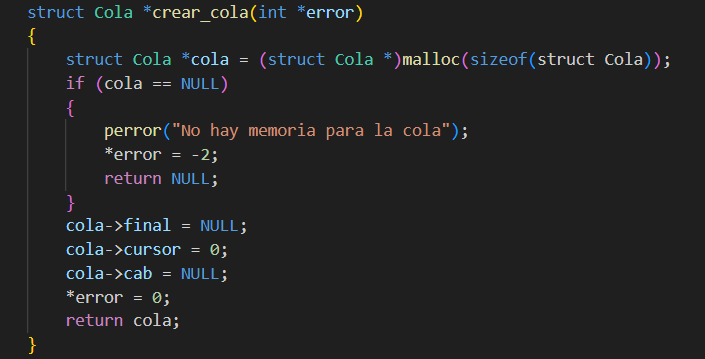 struct Cola *crear_cola(int *error)
{
    struct Cola *cola = (struct Cola *)malloc(sizeof(struct Cola));
    if (cola == NULL)
    {
        perror("No hay memoria para la cola");
        *error = -2;
        return NULL;
    }
    cola->final = NULL;
    cola->cursor = 0;
    cola->cab = NULL;
    *error = 0;
    return cola;
}